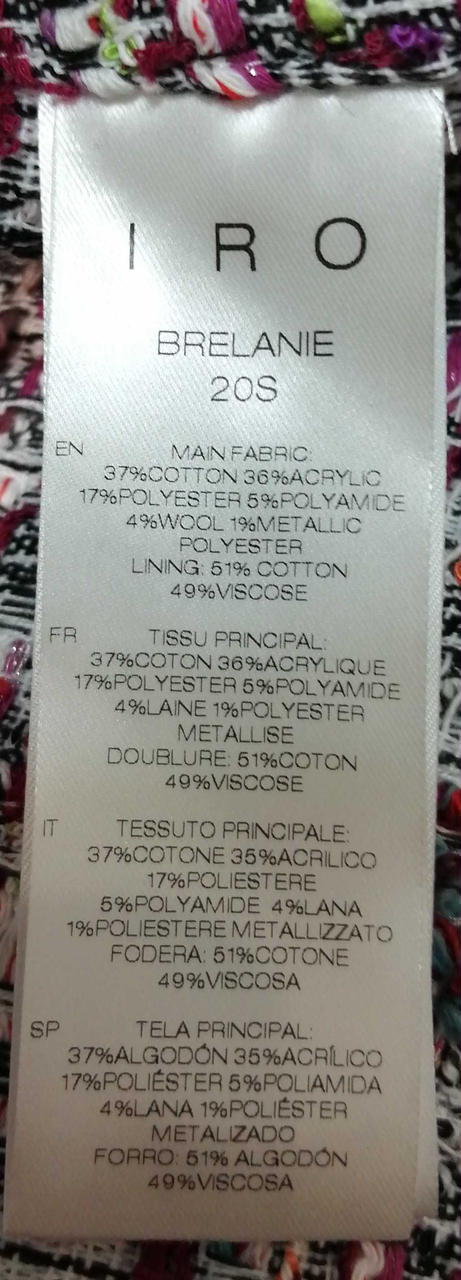 I R O
BRELANIE
20S
EN MAIN FABRIC:
37%COTTON 36%ACRYLIC
17%POLYESTER 5%POLYAMIDE
4%WOOL 1%METALLIC
POLYESTER
LINING: 51% COTTON
49%VISCOSE
FR TISSU PRINCIPAL:
37%COTON 36%ACRYLIQUE
17%POLYESTER 5%POLYAMIDE
4%LAINE 1%POLYESTER
METALLISE
DOUBLURE: 51%COTON
49%VISCOSE
IT TESSUTO PRINCIPALE:
37%COTONE 35%ACRILICO
17%POLIESTERE
5%POLYAMIDE 4%LANA
1%POLIESTERE METALLIZZATO
FODERA: 51%COTONE
49%VISCOSA
SP TELA PRINCIPAL:
37%ALGODÓN 35%ACRÍLICO
17%POLIÉSTER 5%POLIAMIDA
4%LANA 1%POLIÉSTER
METALIZADO
FORRO: 51% ALGODÓN
49%VISCOSA